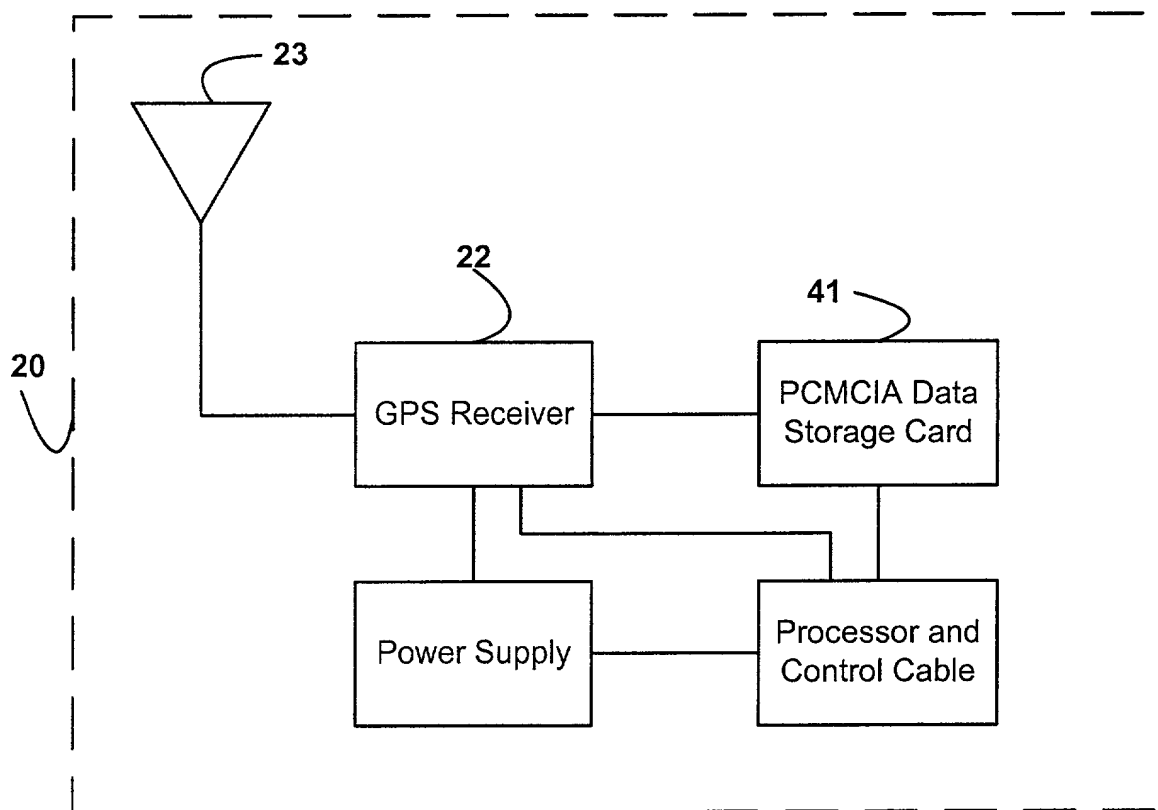 23
22
41
20
GPS Receiver
PCMCIA Data
Storage Card
Power Supply
Processor and
Control Cable